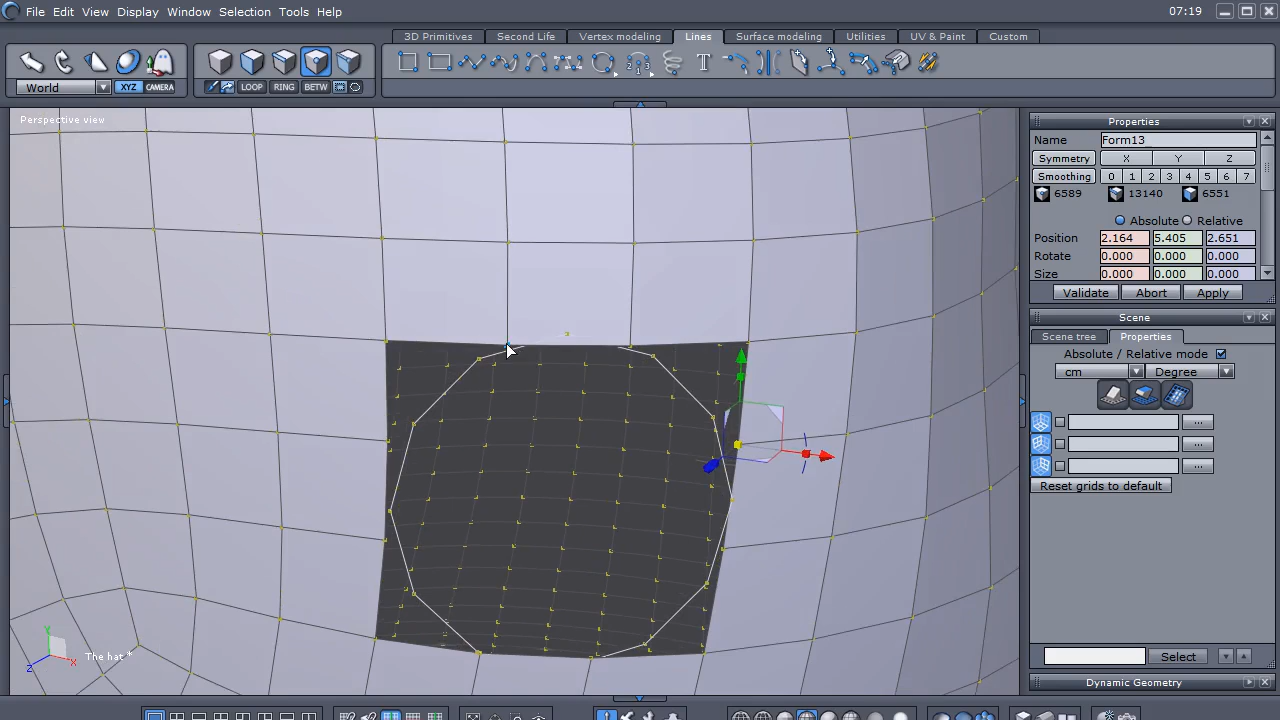 File Edit View Display Window Selection Tools Help 07:19
3D Primitives Second Life Vertex modeling Lines Surface modeling Utilities UV & Paint Custom
World XYZ CAMERA LOOP RING BETW
Perspective view
Properties
Name Form13
Symmetry X Y Z
Smoothing 0 1 2 3 4 5 6 7
6589 13140 6551
Absolute Relative
Position 2.164 5.405 2.651
Rotate 0.000 0.000 0.000
Size 0.000 0.000 0.000
Validate Abort Apply
Scene
Scene tree Properties
Absolute / Relative mode
cm Degree
...
...
...
Reset grids to default
Y
Z X
The hat *
Select
Dynamic Geometry